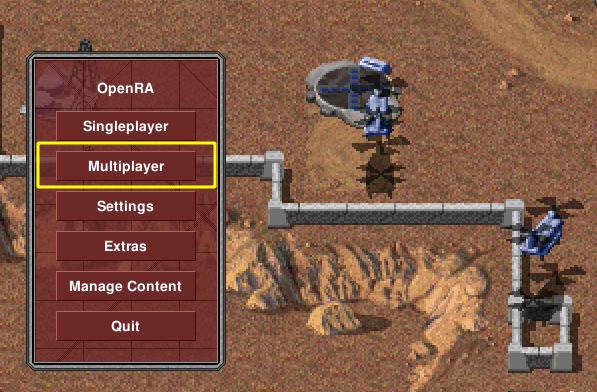 OpenRA
Singleplayer
Multiplayer
Settings
Extras
Manage Content
Quit